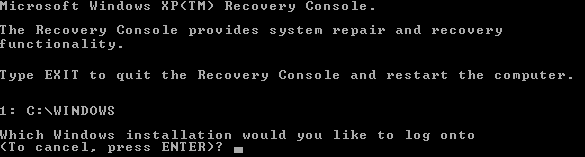 Microsoft Windows XP(TM) Recovery Console.
The Recovery Console provides system repair and recovery
functionality.
Type EXIT to quit the Recovery Console and restart the computer.
1: C:\WINDOWS
Which Windows installation would you like to log onto
(To cancel, press ENTER)?